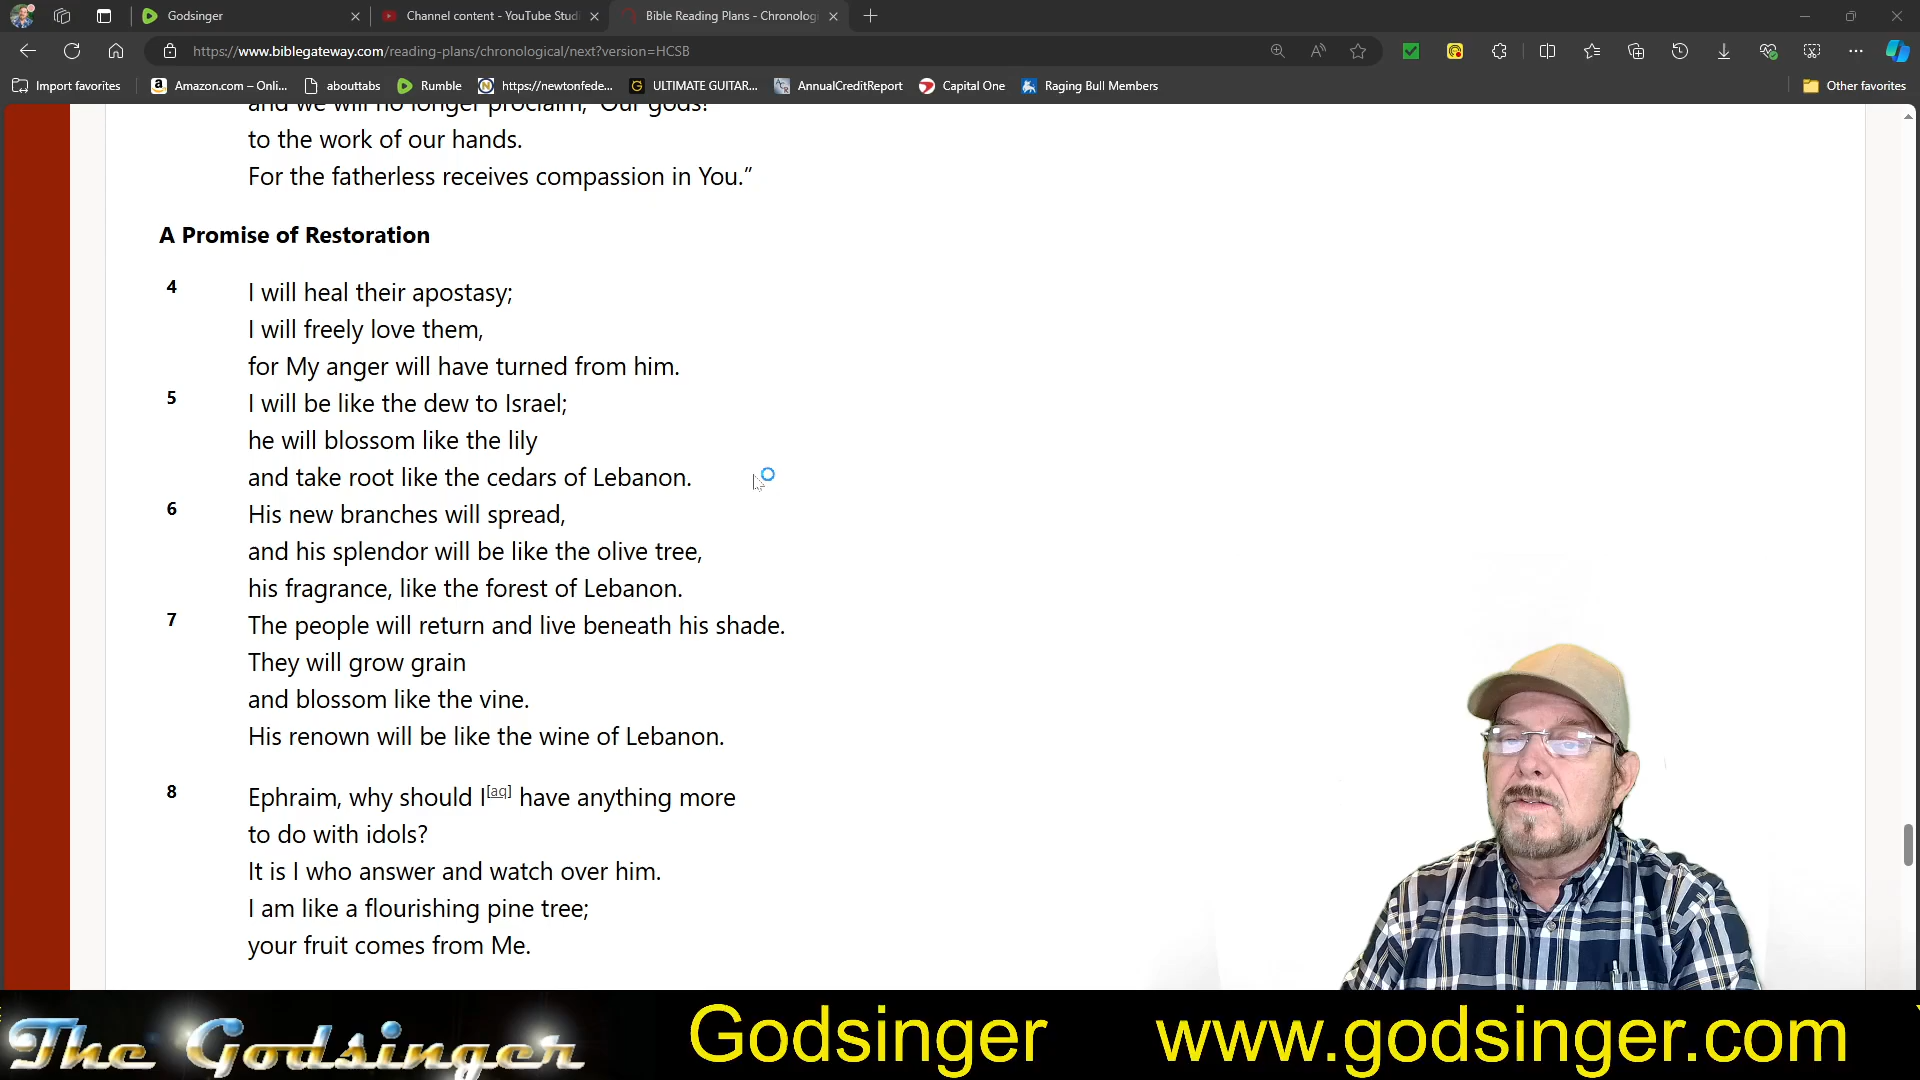 Godsinger
Channel content - YouTube Stud
Bible Reading Plans - Chronolog
https://www.biblegateway.com/reading-plans/chronological/next?version=HCSB
Import favorites
Amazon.com – Onli...
abouttabs
Rumble
https://newtonfede...
ULTIMATE GUITAR...
AnnualCreditReport
Capital One
Raging Bull Members
Other favorites
and we will no longer proclaim, ‘Our gods!’
to the work of our hands.
For the fatherless receives compassion in You.”
A Promise of Restoration
4 I will heal their apostasy;
I will freely love them,
for My anger will have turned from him.
5 I will be like the dew to Israel;
he will blossom like the lily
and take root like the cedars of Lebanon.
6 His new branches will spread,
and his splendor will be like the olive tree,
his fragrance, like the forest of Lebanon.
7 The people will return and live beneath his shade.
They will grow grain
and blossom like the vine.
His renown will be like the wine of Lebanon.
8 Ephraim, why should I[aq] have anything more
to do with idols?
It is I who answer and watch over him.
I am like a flourishing pine tree;
your fruit comes from Me.
The Godsinger
Godsinger www.godsinger.com